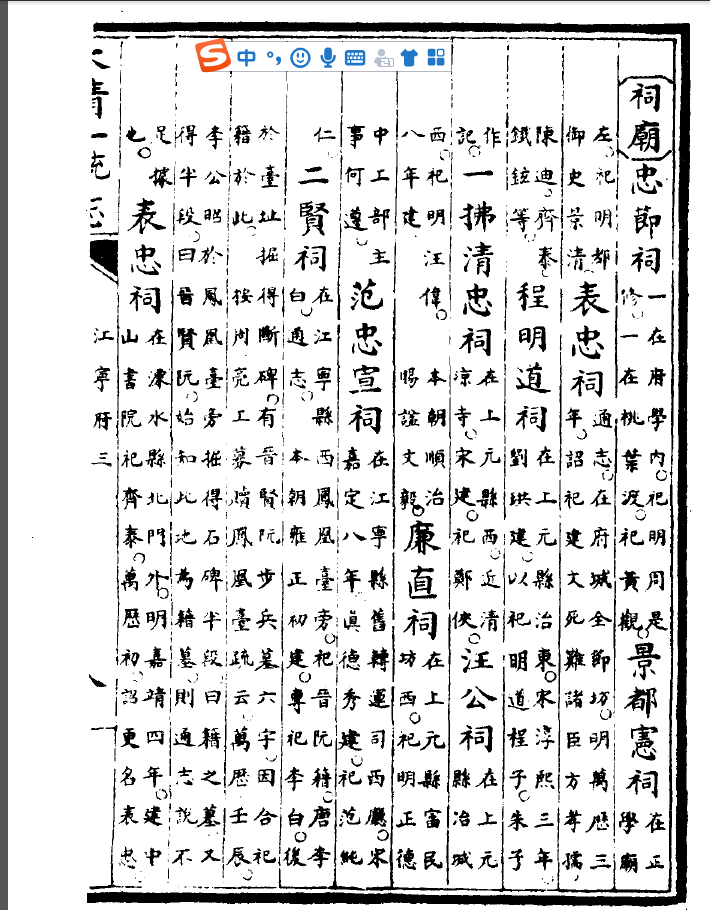 中
祠廟
忠節祠
一在府學內。祀明周是
修。一在桃葉渡。祀黃觀。
景都憲祠
在正
學廟
左。祀明都
御史景清。
表忠祠
通志。在府城全節坊。明萬歷三
年。詔祀建文死難諸臣方孝孺
陳迪齊泰
鐵鉉等。
程明道祠
在上元縣治東。宋淳熙三年。
劉珙建。以祀明道程子。朱子
作
記。
一拂清忠祠
在上元縣西。近清
涼寺。宋建。祀鄭俠。
汪公祠
在上元
縣冶城
西。祀明汪偉。 本朝順治
八年建 賜諡文毅。
廉直祠
在上元縣富民
坊西。祀明正德
中工部主
事何遵。
范忠宣祠
在江寧縣舊轉運司西廳。宋
嘉定八年。真德秀建。祀范純
仁。
二賢祠
在江寧縣西鳳凰臺旁。祀晉阮籍。唐李
白。通志。 本朝雍正初建。專祀李白。後
於臺址掘得斷碑。有晉賢阮步兵墓六字。因合祀
籍於此。 按周亮工募贖鳳凰臺疏云。萬歷壬辰。
李公昭於鳳凰臺旁掘得石碑半段。曰籍之墓。又
得半段。曰晉賢阮。始知此地為籍墓。則通志說不
足據
也。
表忠祠
在溧水縣北門外。明嘉靖四年。建中
山書院祀齊泰。萬歷初。詔更名表忠
大清一統志
江寧府三